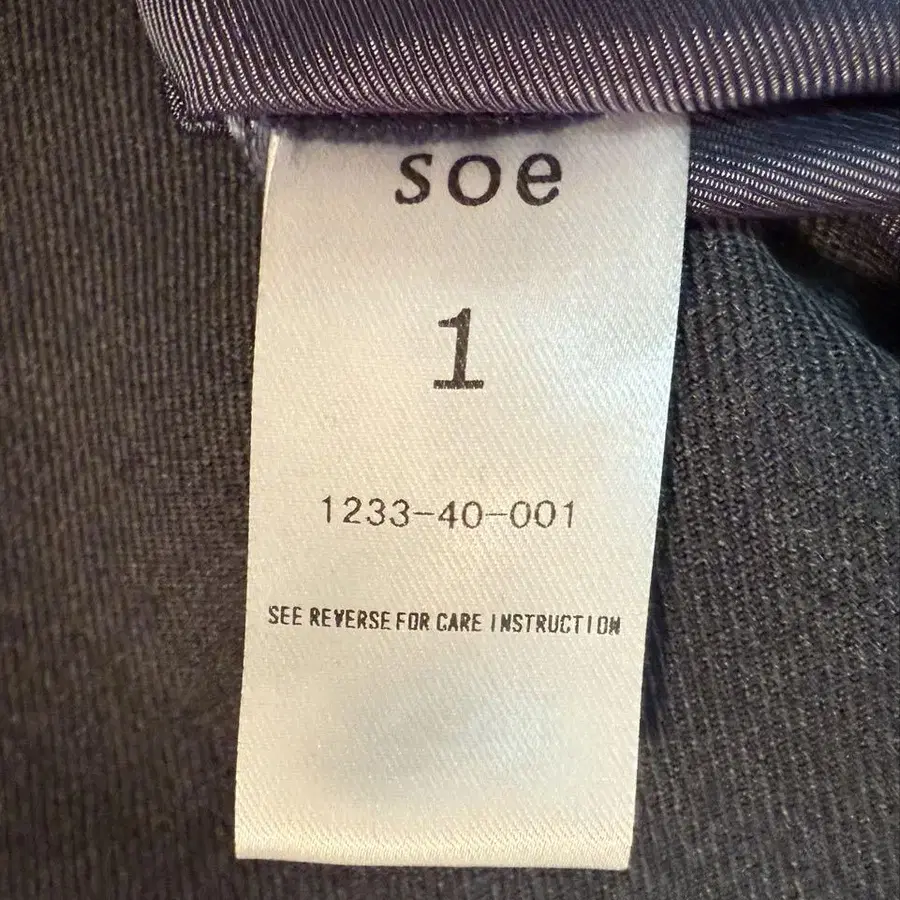 soe
1
1233-40-001
SEE REVERSE FOR CARE INSTRUCTION